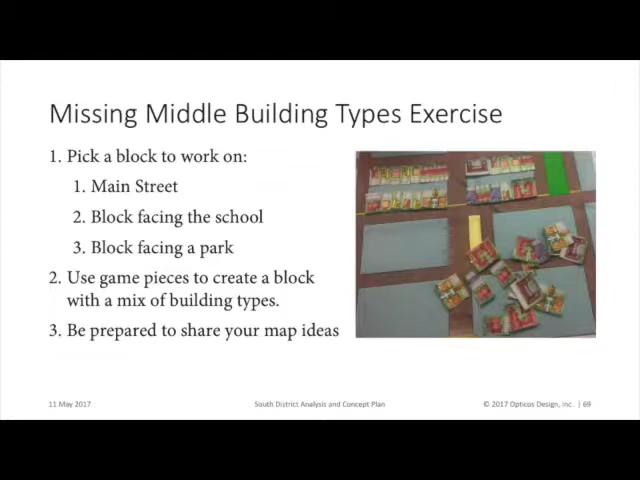 Missing Middle Building Types Exercise
1. Pick a block to work on:
1. Main Street
2. Block facing the school
3. Block facing a park
2. Use game pieces to create a block
with a mix of building types.
3. Be prepared to share your map ideas
11 May 2017
South District Analysis and Concept Plan
© 2017 Opticos Design, Inc. | 69